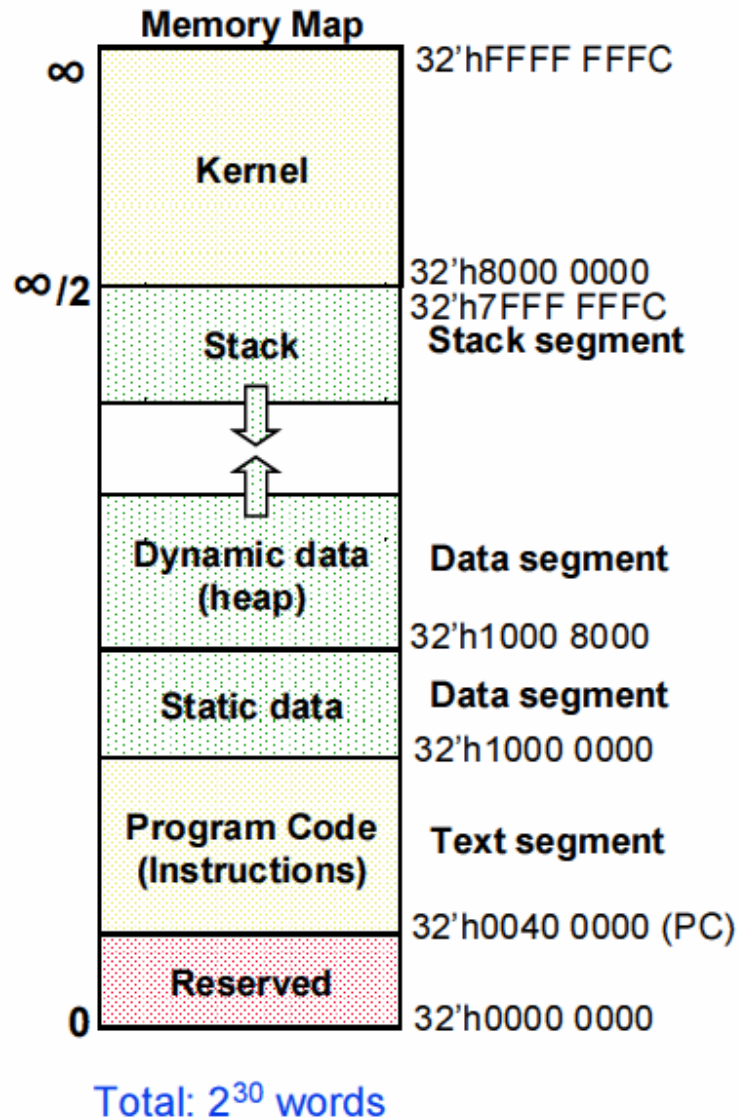 Memory Map
∞
32'hFFFF FFFC
Kernel
32'h8000 0000
∞/2
32'h7FFF FFFC
Stack
Stack segment
Dynamic data
(heap)
Data segment
32'h1000 8000
Static data
Data segment
32'h1000 0000
Program Code
(Instructions)
Text segment
32'h0040 0000 (PC)
Reserved
0
32'h0000 0000
Total: 2³⁰ words